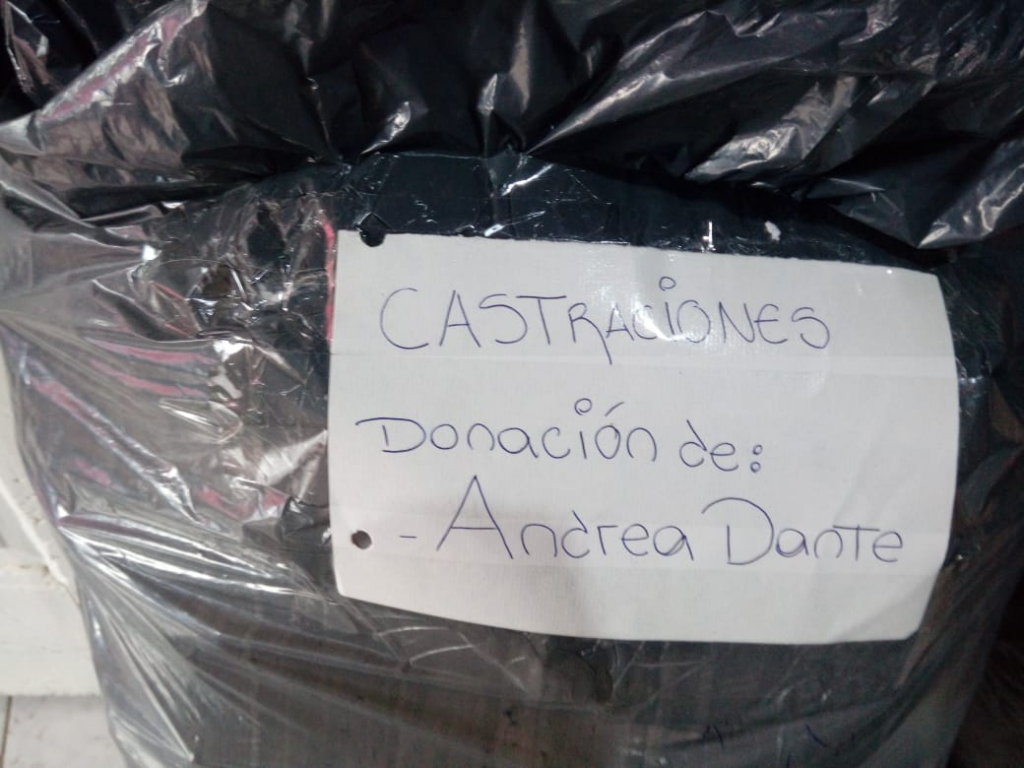 CASTRACIONES
Donación de:
- Andrea Dante